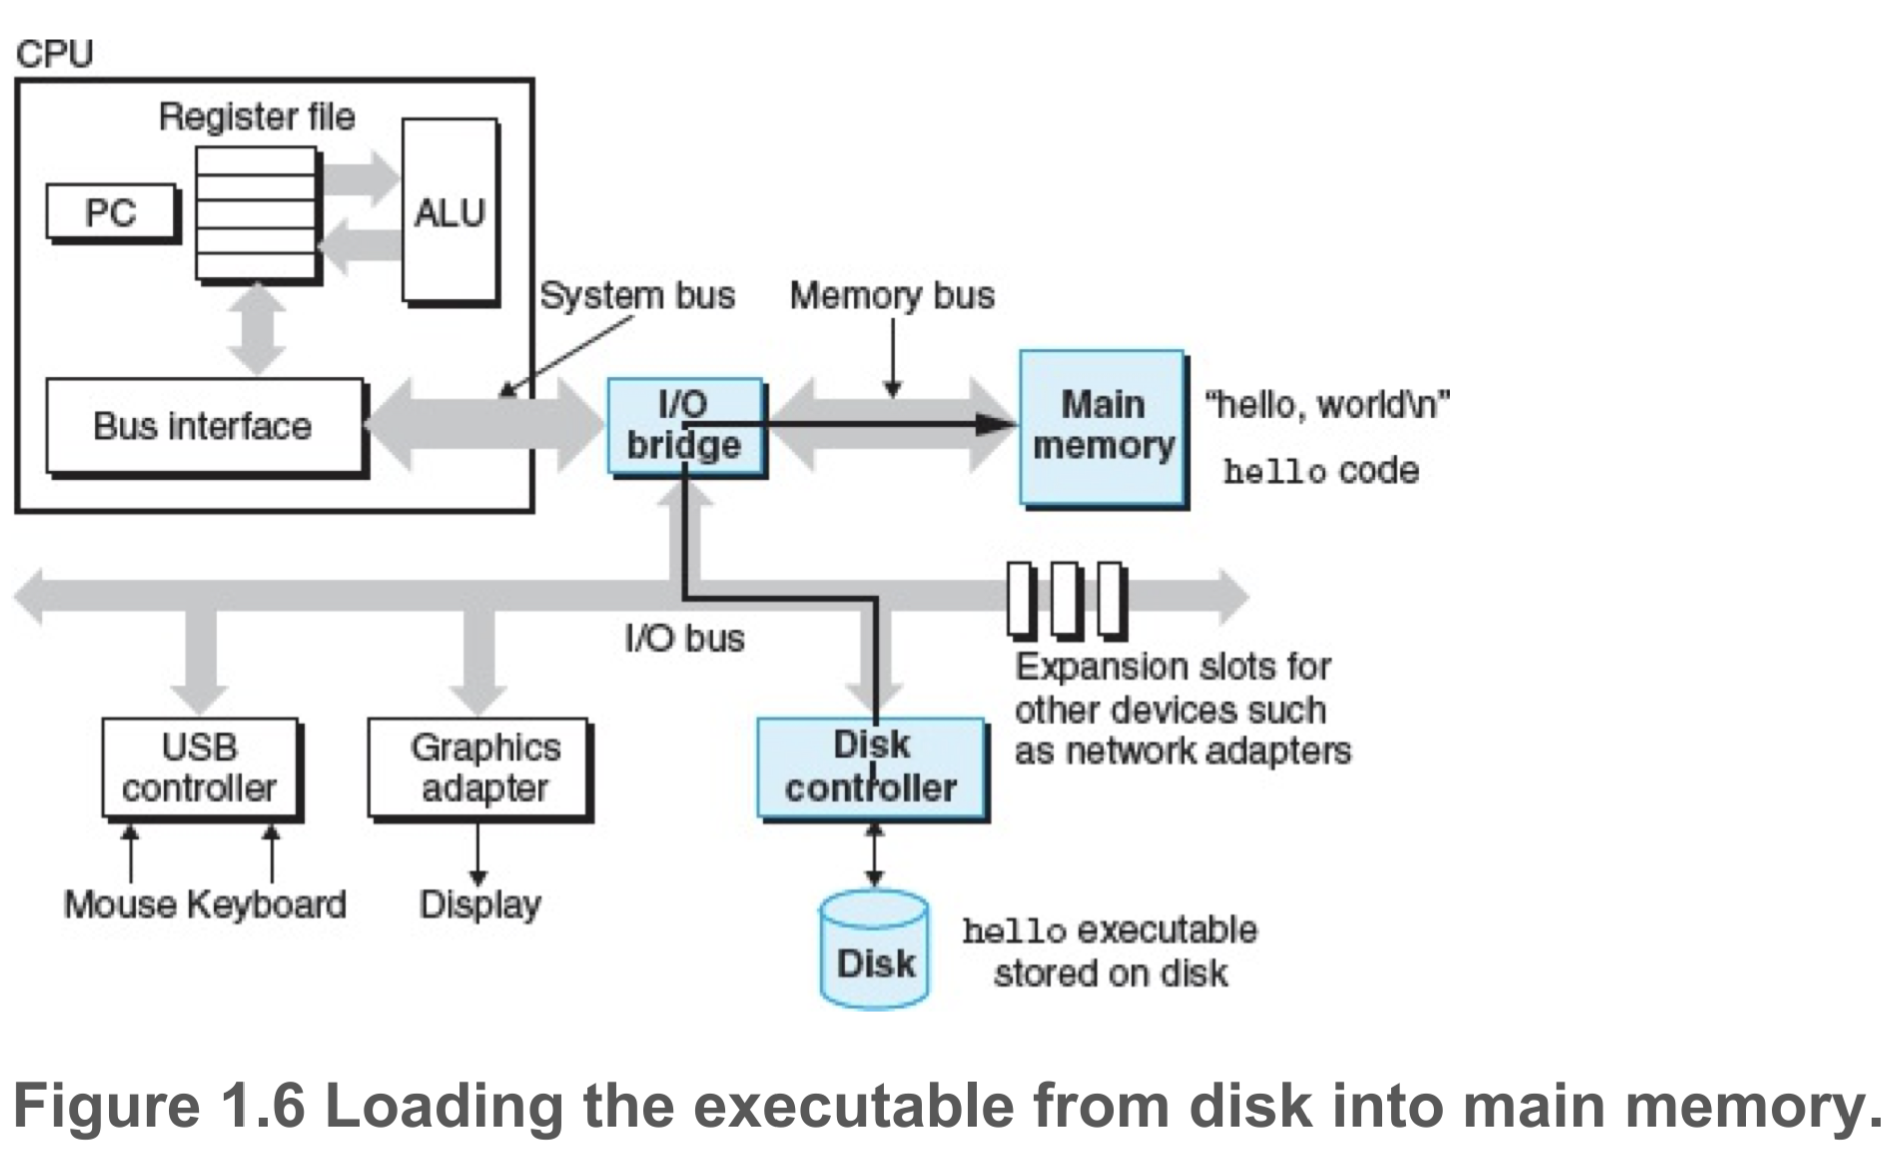 CPU
Register file
PC
ALU
System bus
Memory bus
Bus interface
I/O
bridge
Main
memory
"hello, world\n"
hello code
I/O bus
Expansion slots for
other devices such
as network adapters
USB
controller
Graphics
adapter
Disk
controller
Mouse Keyboard
Display
Disk
hello executable
stored on disk
Figure 1.6 Loading the executable from disk into main memory.